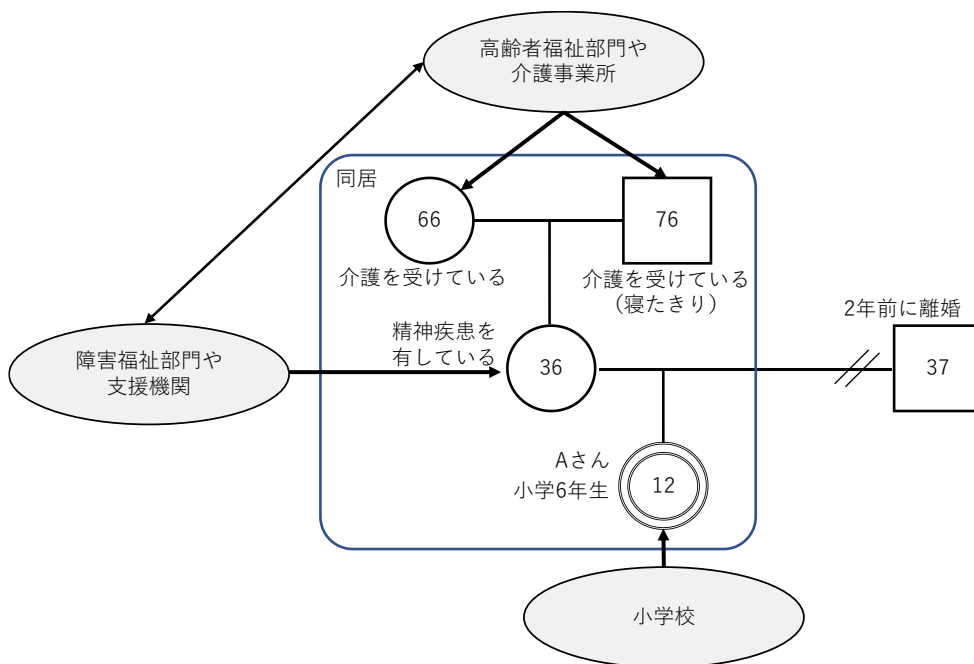 高齢者福祉部門や
介護事業所
同居
66
76
介護を受けている
介護を受けている
（寝たきり）
2年前に離婚
精神疾患を
有している
障害福祉部門や
支援機関
36
37
Aさん
小学6年生
12
小学校